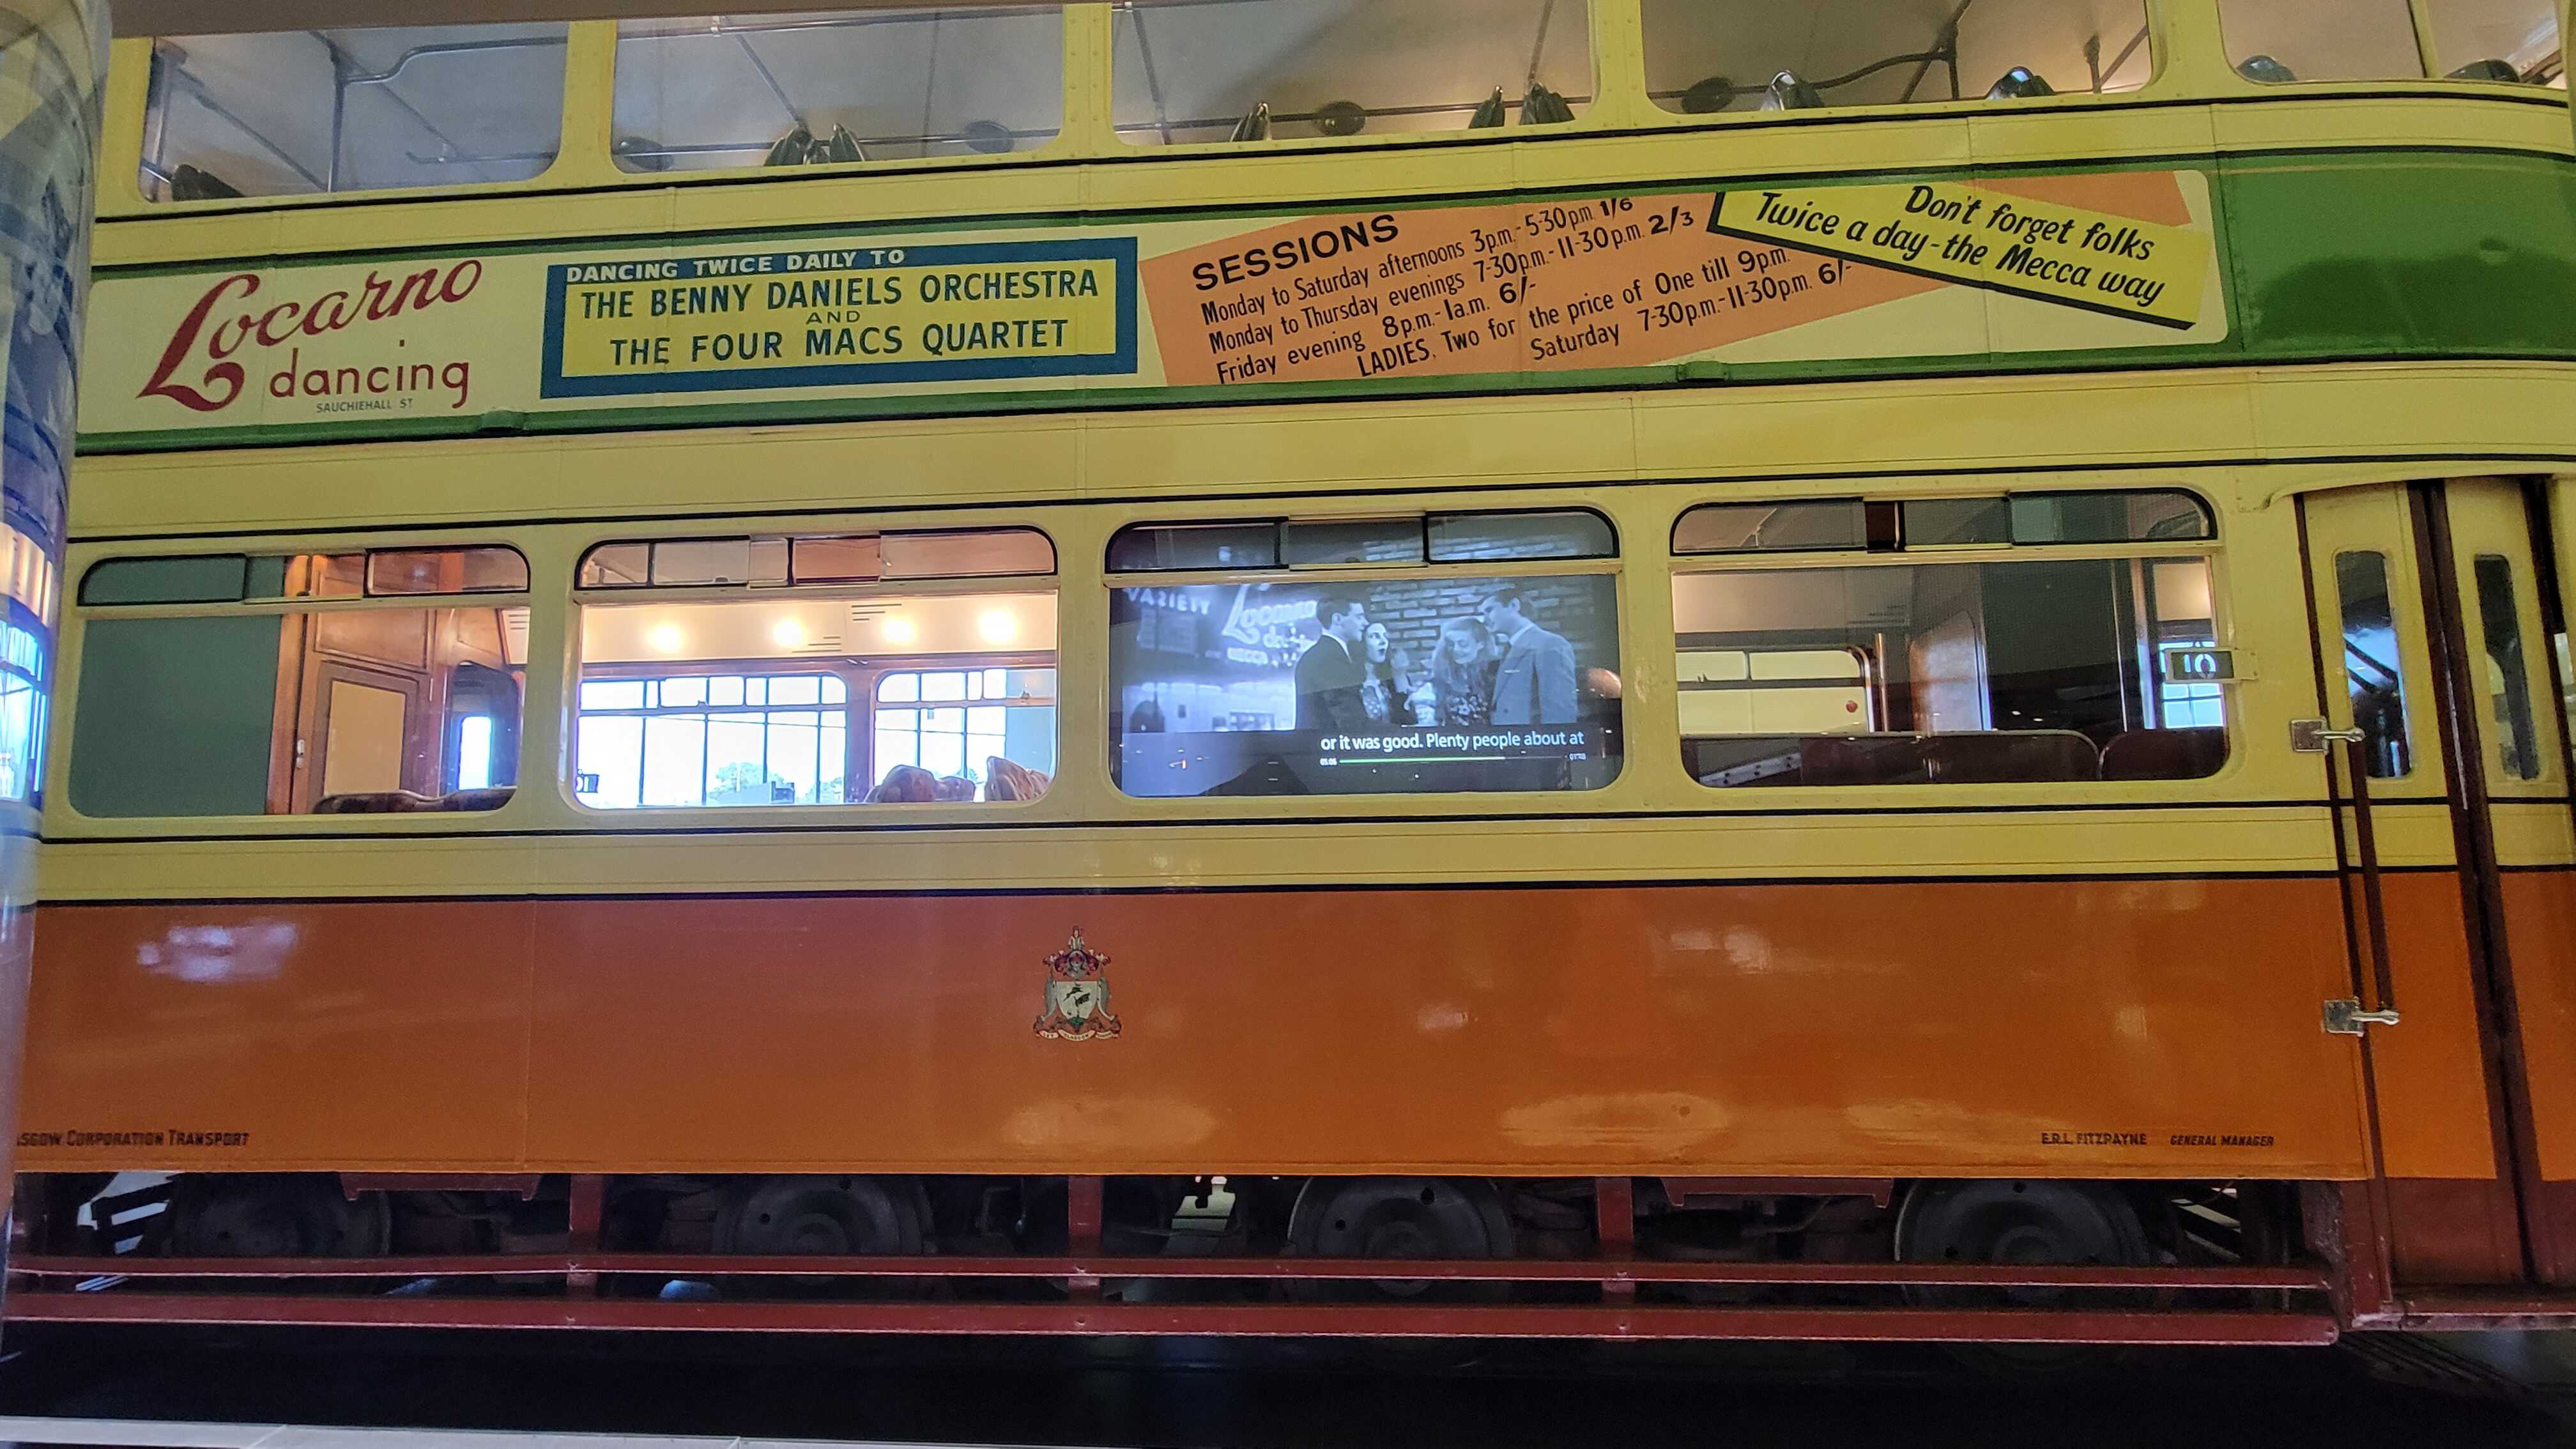 Locarno
dancing
SAUCHIEHALL ST.
DANCING TWICE DAILY TO
THE BENNY DANIELS ORCHESTRA
AND
THE FOUR MACS QUARTET
SESSIONS
Monday to Saturday afternoons 3p.m.-5-30p.m. 1/6
Monday to Thursday evenings 7-30p.m.-11-30p.m. 2/3
Friday evening 8p.m.-1a.m. 6/-
LADIES, Two for the price of One till 9p.m.
Saturday 7-30p.m.-11-30p.m. 6/-
Don't forget folks
Twice a day-the Mecca way
VARIETY
Locarno
or it was good. Plenty people about at
10
CORPORATION TRANSPORT
E.R.L. FITZPAYNE GENERAL MANAGER